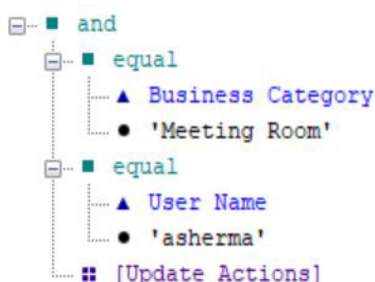 and
equal
Business Category
'Meeting Room'
equal
User Name
'asherma'
[Update Actions]